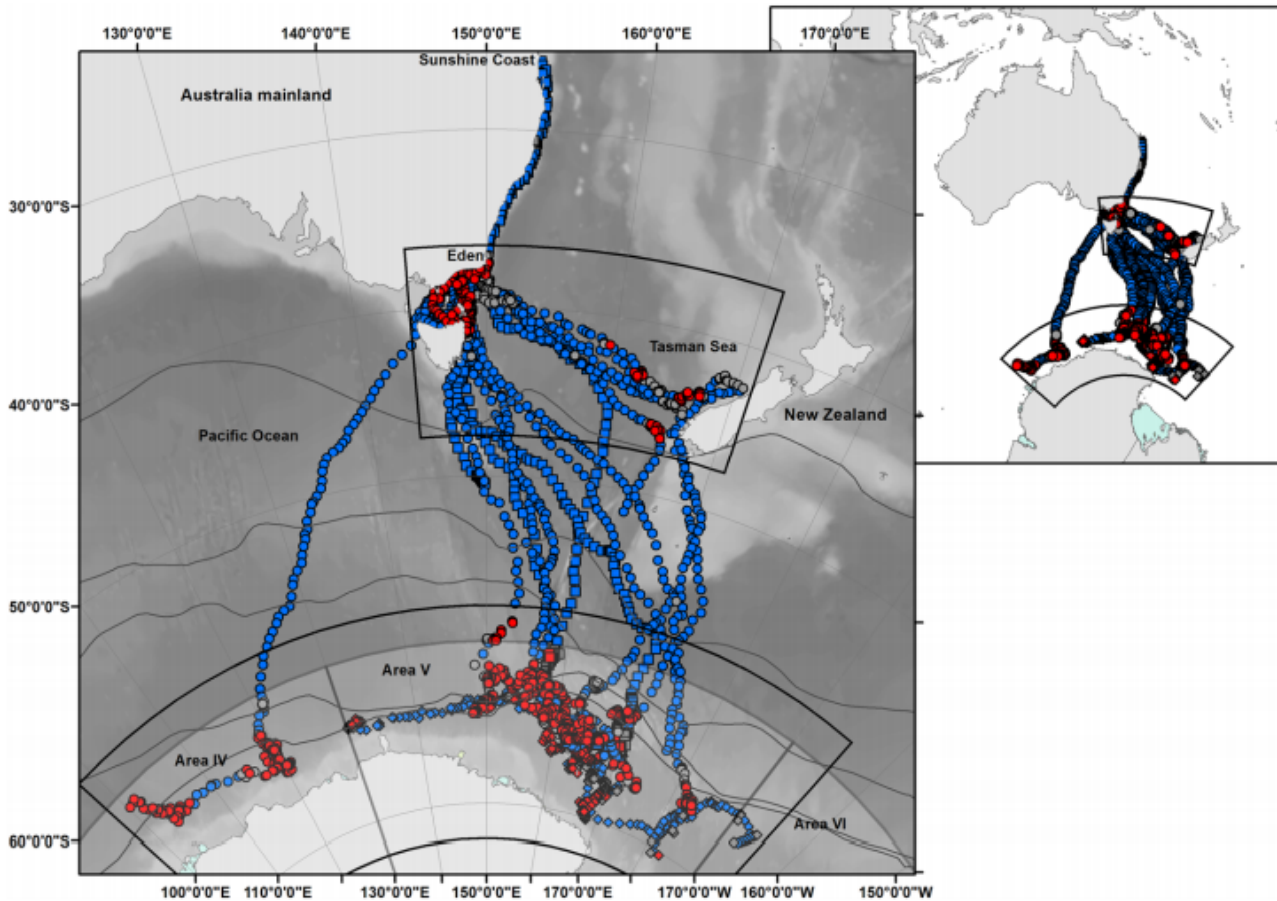 130°0'0"E
140°0'0"E
150°0'0"E
160°0'0"E
170°0'0"E
Sunshine Coast
Australia mainland
30°0'0"S
Eden
Tasman Sea
New Zealand
40°0'0"S
Pacific Ocean
50°0'0"S
Area V
Area IV
Area VI
60°0'0"S
100°0'0"E
110°0'0"E
130°0'0"E
150°0'0"E
170°0'0"E
170°0'0"W
160°0'0"W
150°0'0"W